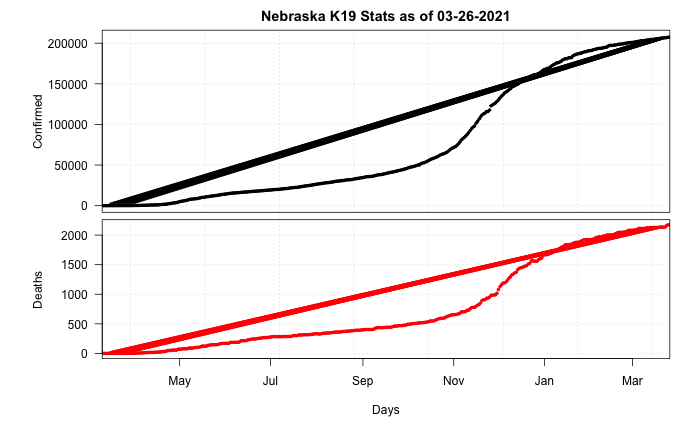 Nebraska K19 Stats as of 03-26-2021
Confirmed
200000
150000
100000
50000
0
Deaths
2000
1500
1000
500
0
May Jul Sep Nov Jan Mar
Days